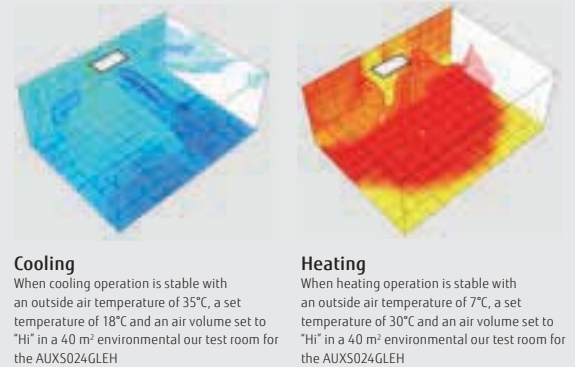 Cooling
When cooling operation is stable with
an outside air temperature of 35°C, a set
temperature of 18°C and an air volume set to
"Hi" in a 40 m² environmental our test room for
the AUXS024GLEH
Heating
When heating operation is stable with
an outside air temperature of 7°C, a set
temperature of 30°C and an air volume set to
"Hi" in a 40 m² environmental our test room for
the AUXS024GLEH